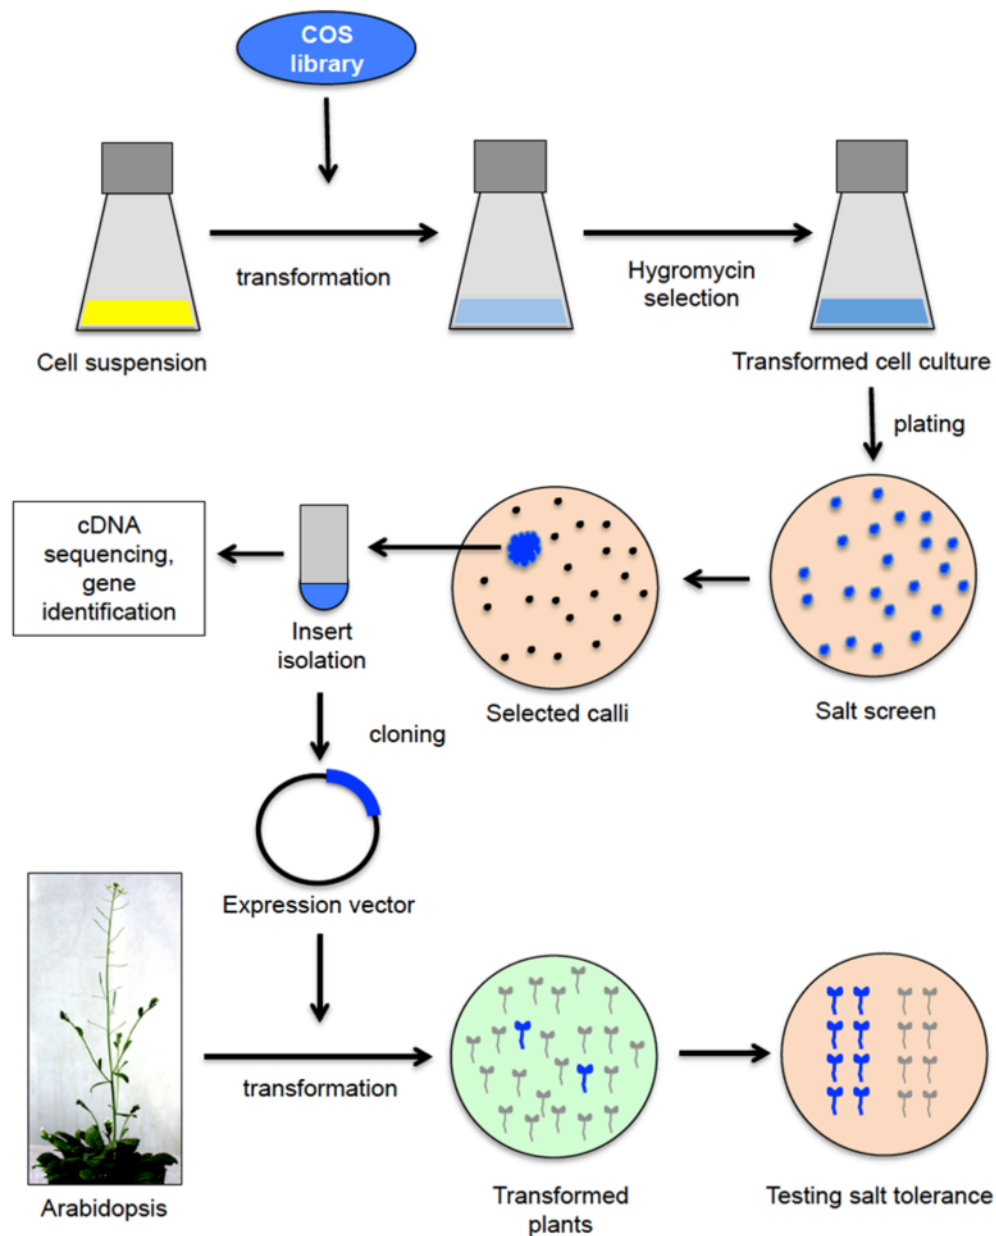 COS
library
transformation
Hygromycin
selection
Cell suspension
Transformed cell culture
plating
cDNA
sequencing,
gene
identification
Insert
isolation
Selected calli
Salt screen
cloning
Expression vector
transformation
Arabidopsis
Transformed
plants
Testing salt tolerance